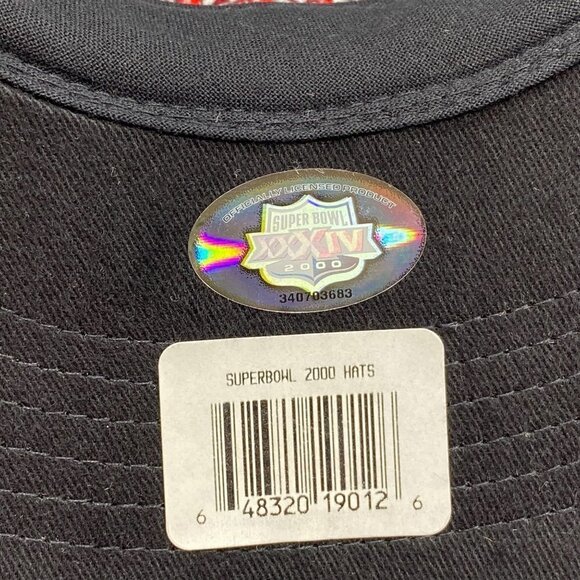 OFFICIALLY LICENSED PRODUCT
SUPER BOWL
XXXIV
2000
340703683
SUPERBOWL 2000 HATS
6 48320 19012 6